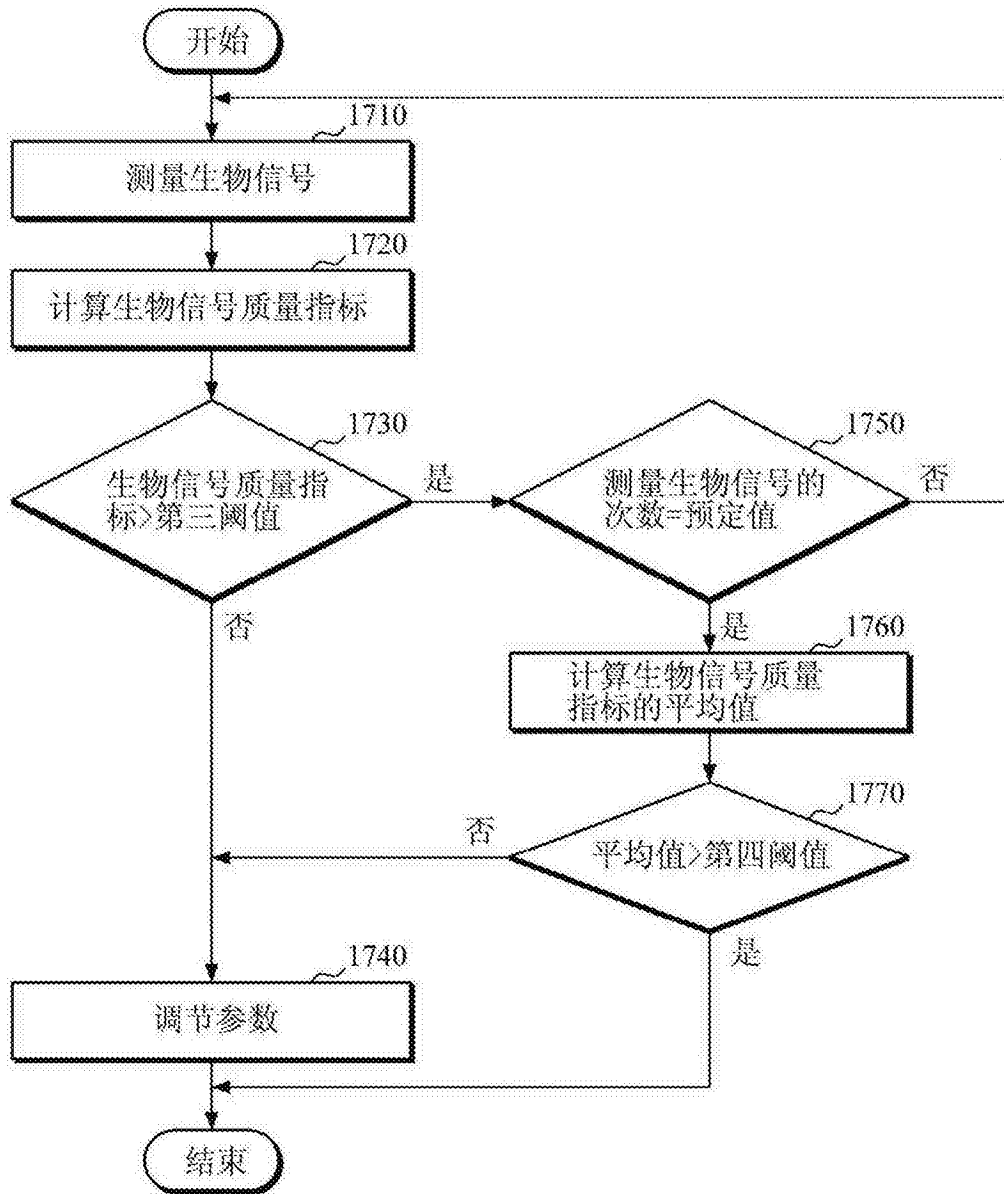 开始
1710
测量生物信号
1720
计算生物信号质量指标
1730
生物信号质量指
标>第三阈值
是
否
1750
测量生物信号的
次数=预定值
否
是
1760
计算生物信号质量
指标的平均值
1770
平均值>第四阈值
否
是
1740
调节参数
结束